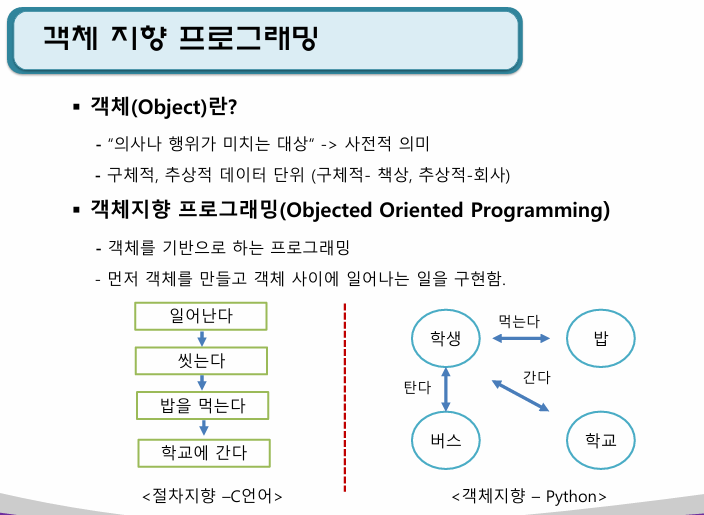 객체 지향 프로그래밍
▪ 객체(Object)란?
- “의사나 행위가 미치는 대상“ -> 사전적 의미
- 구체적, 추상적 데이터 단위 (구체적- 책상, 추상적-회사)
▪ 객체지향 프로그래밍(Objected Oriented Programming)
- 객체를 기반으로 하는 프로그래밍
- 먼저 객체를 만들고 객체 사이에 일어나는 일을 구현함.
일어난다
씻는다
밥을 먹는다
학교에 간다
<절차지향 –C언어>
학생
먹는다
밥
탄다
간다
버스
학교
<객체지향 – Python>